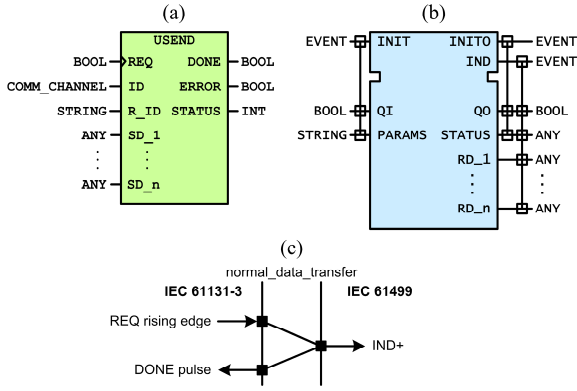 (a) (b)
USEND
BOOL REQ DONE BOOL
COMM_CHANNEL ID ERROR BOOL
STRING R_ID STATUS INT
ANY SD_1
ANY SD_n
EVENT INIT INITO EVENT
IND EVENT
BOOL QI QO BOOL
STRING PARAMS STATUS ANY
RD_1 ANY
RD_n ANY
(c)
normal_data_transfer
IEC 61131-3 IEC 61499
REQ rising edge
IND+
DONE pulse